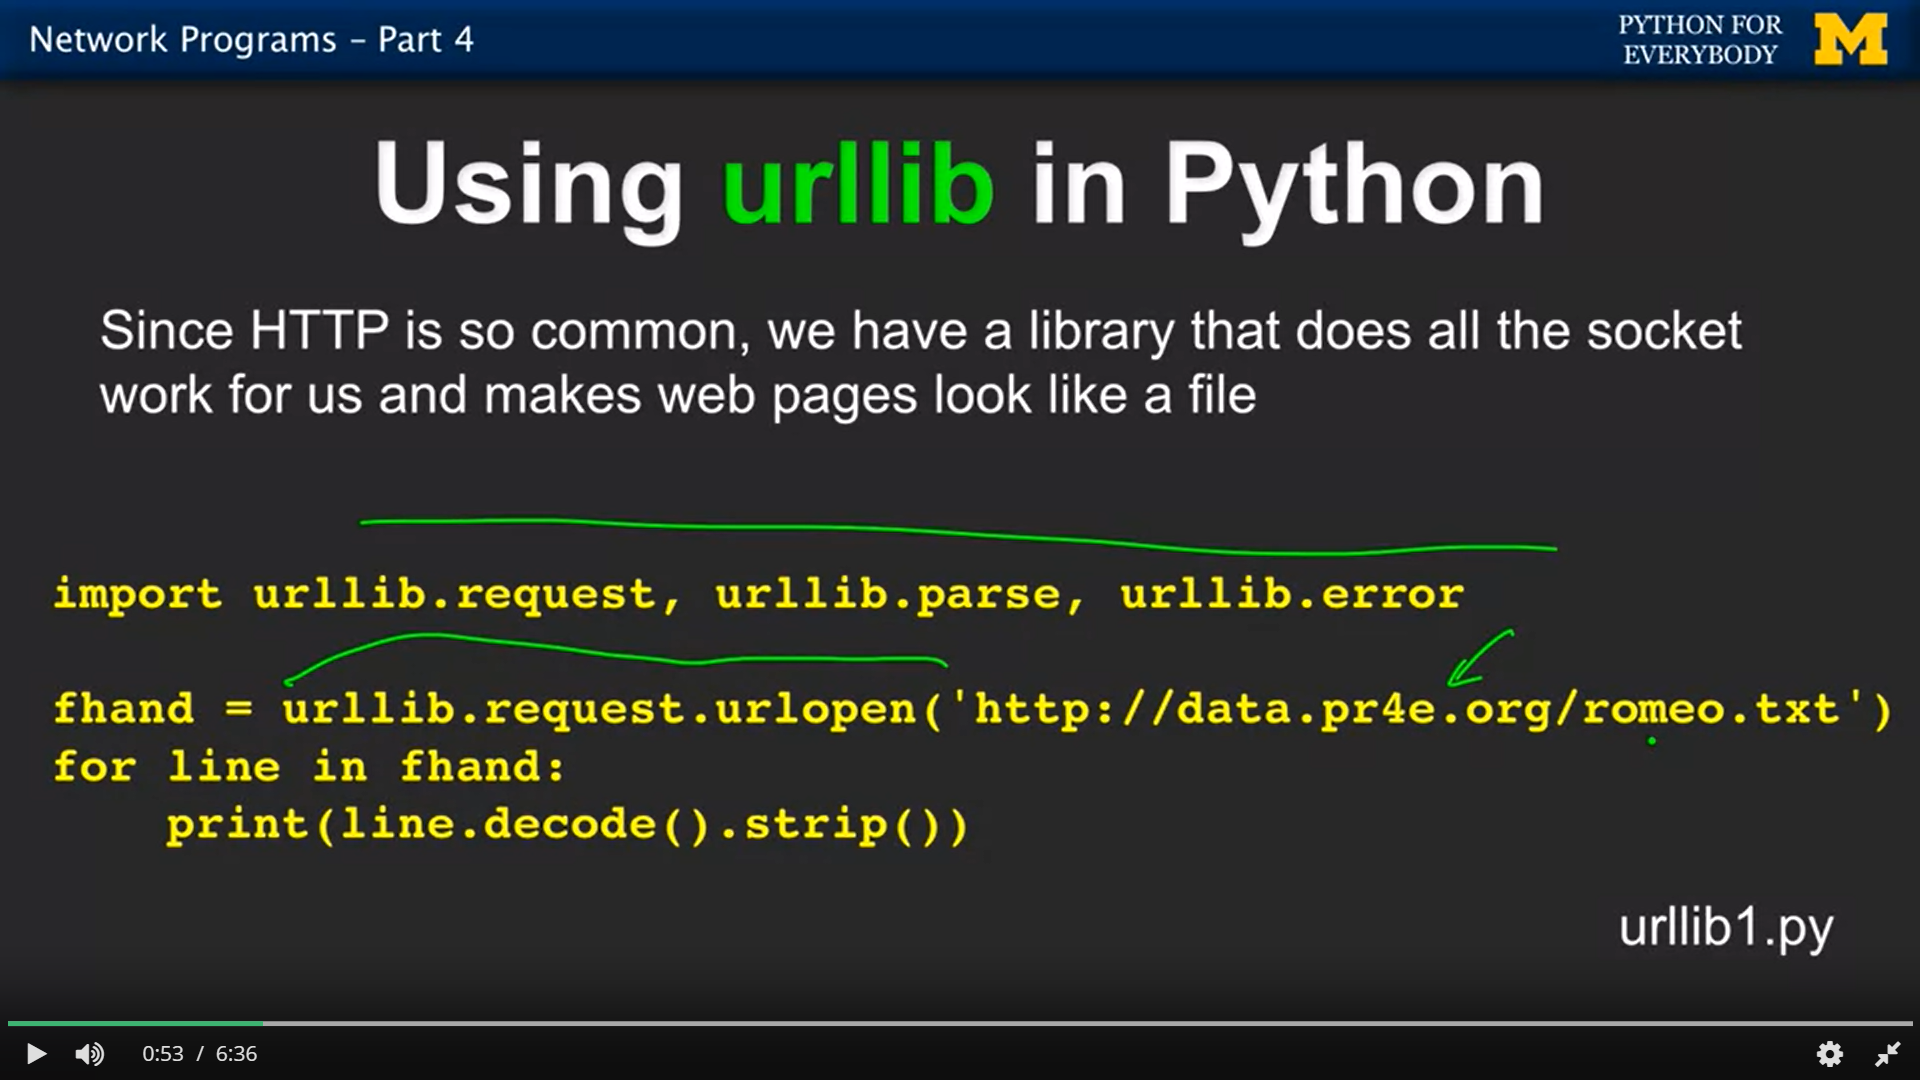 Network Programs – Part 4
PYTHON FOR
EVERYBODY
M
Using urllib in Python
Since HTTP is so common, we have a library that does all the socket
work for us and makes web pages look like a file
import urllib.request, urllib.parse, urllib.error
fhand = urllib.request.urlopen('http://data.pr4e.org/romeo.txt')
for line in fhand:
    print(line.decode().strip())
urllib1.py
0:53 / 6:36